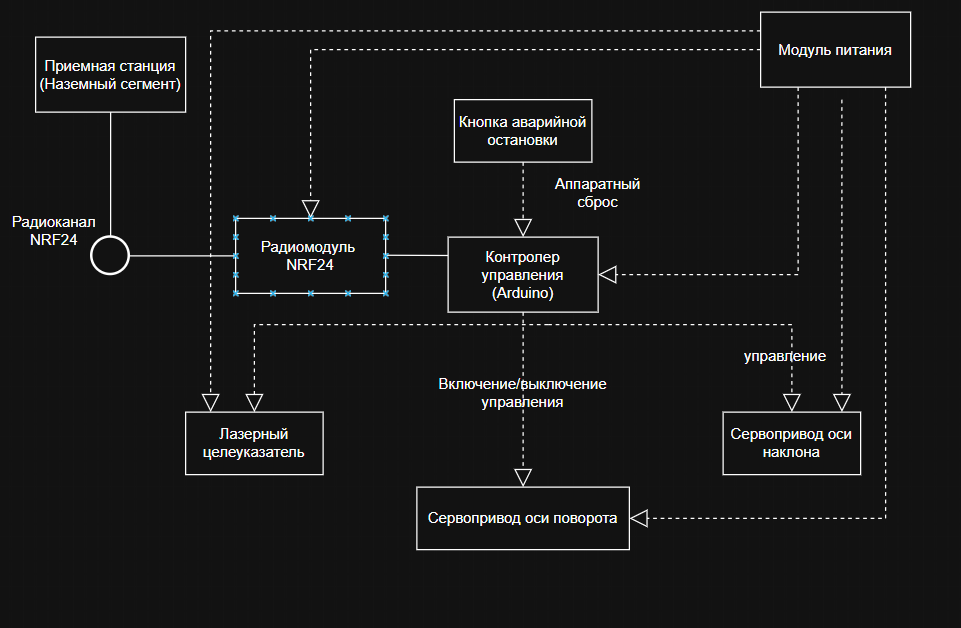 Модуль питания
Приемная станция
(Наземный сегмент)
Кнопка аварийной
остановки
Аппаратный
сброс
Радиоканал
NRF24
Радиомодуль
NRF24
Контролер
управления
(Arduino)
управление
Включение/выключение
управления
Лазерный
целеуказатель
Сервопривод оси
наклона
Сервопривод оси поворота